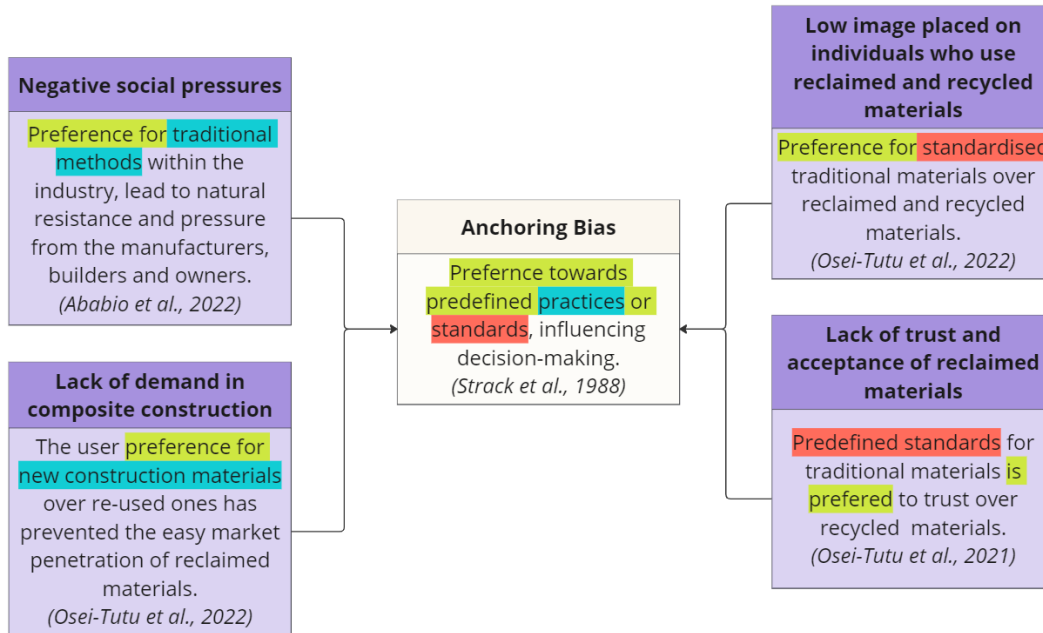 Negative social pressures
Preference for traditional
methods within the
industry, lead to natural
resistance and pressure
from the manufacturers,
builders and owners.
(Ababio et al., 2022)
Lack of demand in
composite construction
The user preference for
new construction materials
over re-used ones has
prevented the easy market
penetration of reclaimed
materials.
(Osei-Tutu et al., 2022)
Anchoring Bias
Prefernce towards
predefined practices or
standards, influencing
decision-making.
(Strack et al., 1988)
Low image placed on
individuals who use
reclaimed and recycled
materials
Preference for standardised
traditional materials over
reclaimed and recycled
materials.
(Osei-Tutu et al., 2022)
Lack of trust and
acceptance of reclaimed
materials
Predefined standards for
traditional materials is
prefered to trust over
recycled materials.
(Osei-Tutu et al., 2021)